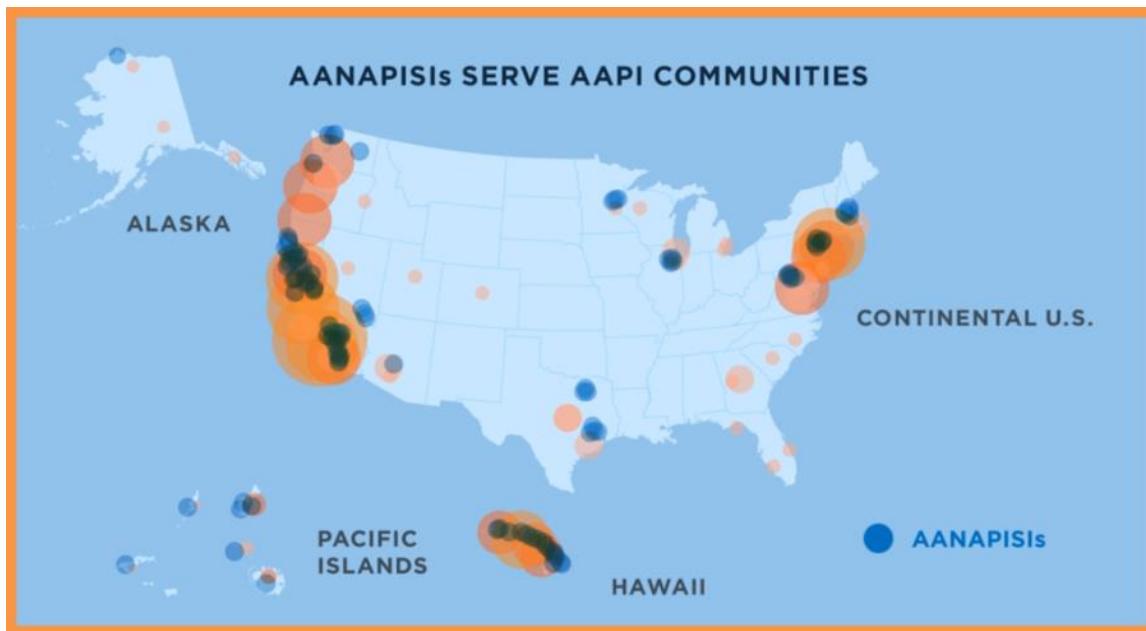 AANAPISIs SERVE AAPI COMMUNITIES
ALASKA
CONTINENTAL U.S.
PACIFIC
ISLANDS
HAWAII
AANAPISIs